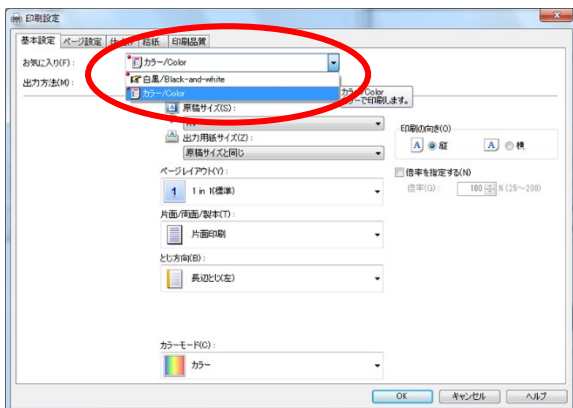 印刷設定
基本設定 ページ設定 仕上げ 給紙 印刷品質
お気に入り(F): カラー/Color
白黒/Black-and-white
出力方法(M): カラー/Color
カラー/Color
カラーで印刷します。
原稿サイズ(S):
出力用紙サイズ(Z):
原稿サイズと同じ
印刷の向き(O)
A 縦 A 横
ページレイアウト(Y):
1 1 in 1(標準)
倍率を指定する(N)
倍率(G): 100 % (25~200)
片面/両面/製本(T):
片面印刷
とじ方向(B):
長辺とじ(左)
カラーモード(C):
カラー
OK キャンセル ヘルプ